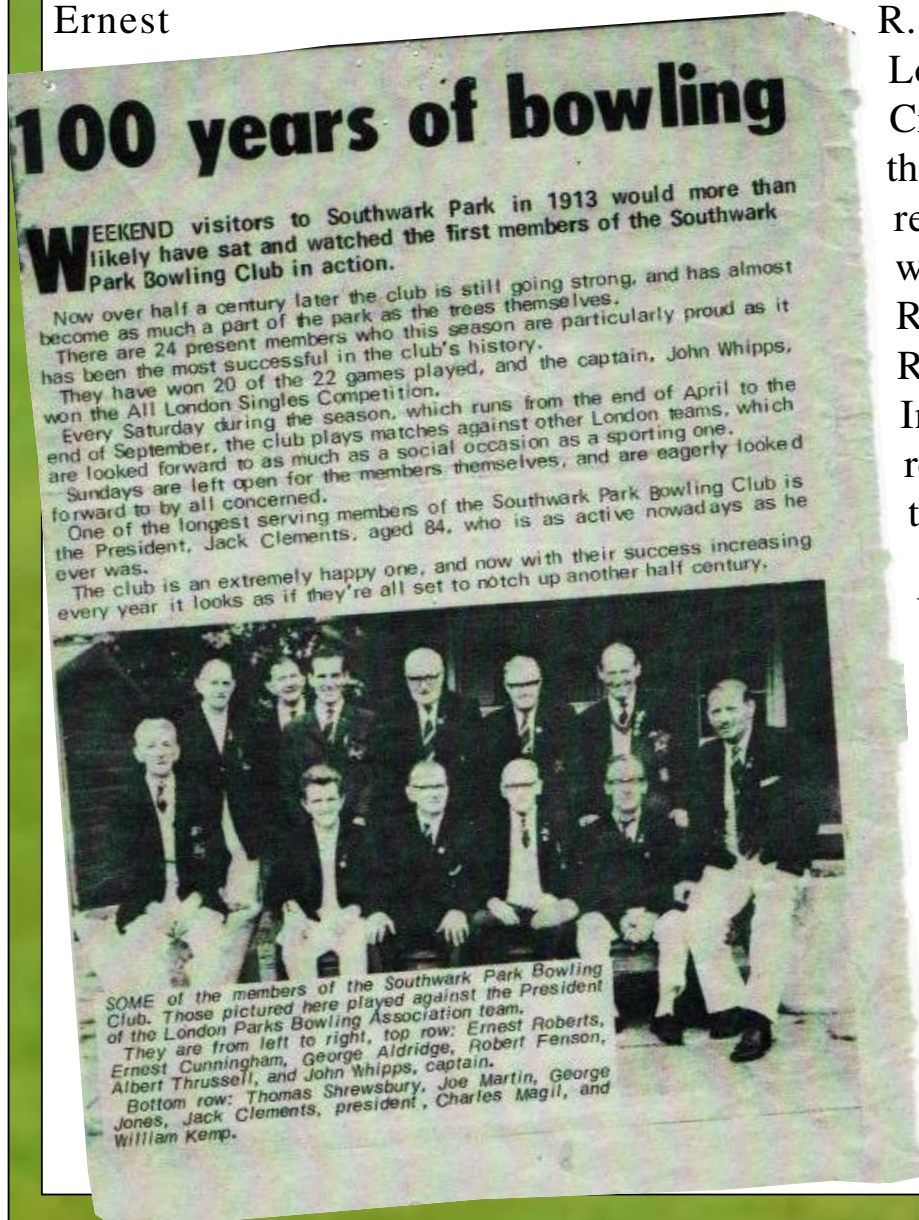 Ernest
R.
100 years of bowling
WEEKEND visitors to Southwark Park in 1913 would more than
likely have sat and watched the first members of the Southwark
Park Bowling Club in action.
Now over half a century later the club is still going strong, and has almost
become as much a part of the park as the trees themselves.
There are 24 present members who this season are particularly proud as it
has been the most successful in the club's history.
They have won 20 of the 22 games played, and the captain, John Whipps,
won the All London Singles Competition.
Every Saturday during the season, which runs from the end of April to the
end of September, the club plays matches against other London teams, which
are looked forward to as much as a social occasion as a sporting one.
Sundays are left open for the members themselves, and are eagerly looked
forward to by all concerned.
One of the longest serving members of the Southwark Park Bowling Club is
the President, Jack Clements, aged 84, who is as active nowadays as he
ever was.
The club is an extremely happy one, and now with their success increasing
every year it looks as if they're all set to notch up another half century.
SOME of the members of the Southwark Park Bowling
Club. Those pictured here played against the President
of the London Parks Bowling Association team.
They are from left to right, top row: Ernest Roberts,
Ernest Cunningham, George Aldridge, Robert Fenson,
Albert Thrussell, and John Whipps, captain.
Bottom row: Thomas Shrewsbury, Joe Martin, George
Jones, Jack Clements, president, Charles Magil, and
William Kemp.